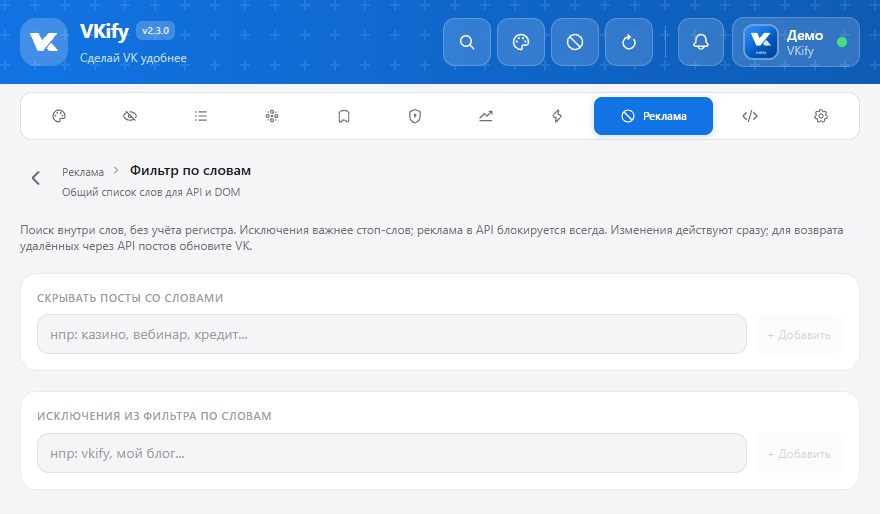 VKify v2.3.0
Сделай VK удобнее
Демо
VKify
Реклама
Реклама > Фильтр по словам
Общий список слов для API и DOM
Поиск внутри слов, без учёта регистра. Исключения важнее стоп-слов; реклама в API блокируется всегда. Изменения действуют сразу; для возврата
удалённых через API постов обновите VK.
СКРЫВАТЬ ПОСТЫ СО СЛОВАМИ
нпр: казино, вебинар, кредит...
+ Добавить
ИСКЛЮЧЕНИЯ ИЗ ФИЛЬТРА ПО СЛОВАМ
нпр: vkify, мой блог...
+ Добавить